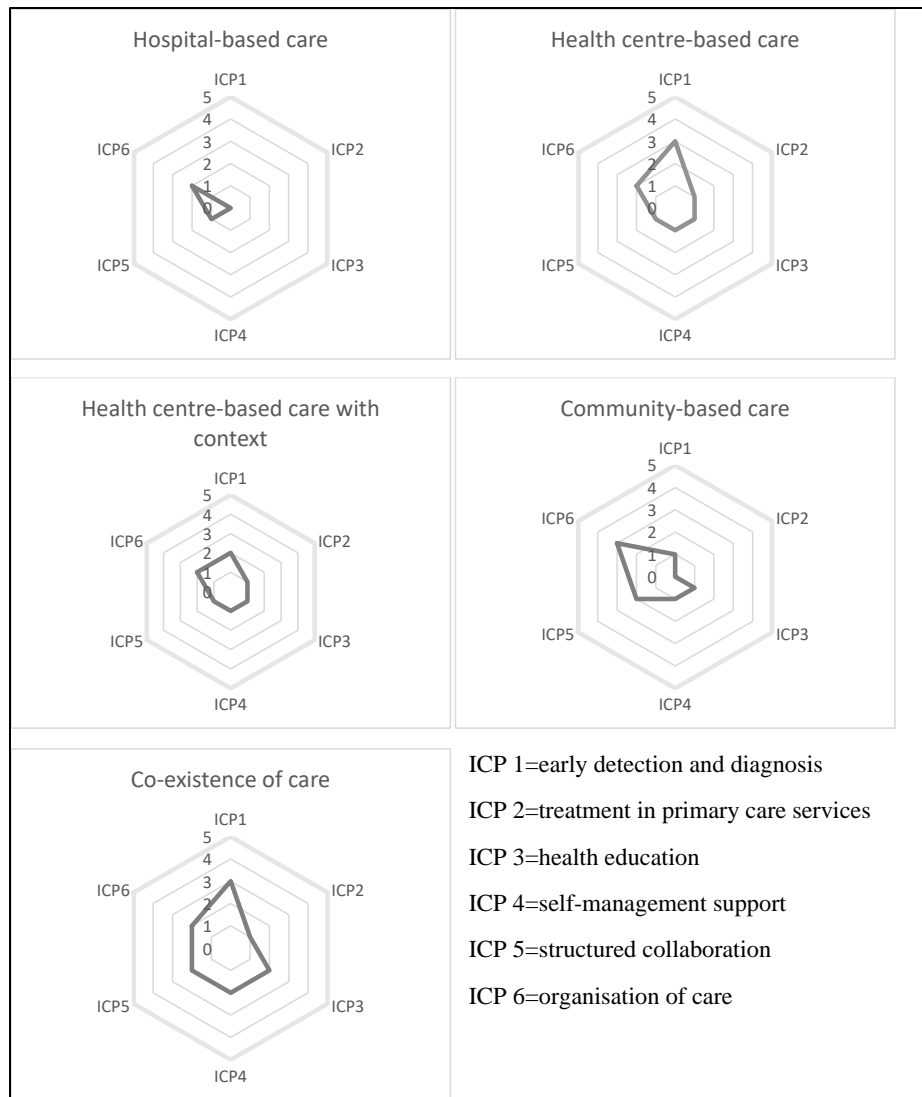 Hospital-based care
ICP1
5
4
3
2
1
0
ICP2
ICP3
ICP4
ICP5
ICP6
Health centre-based care
ICP1
5
4
3
2
1
0
ICP2
ICP3
ICP4
ICP5
ICP6
Health centre-based care with
context
ICP1
5
4
3
2
1
0
ICP2
ICP3
ICP4
ICP5
ICP6
Community-based care
ICP1
5
4
3
2
1
0
ICP2
ICP3
ICP4
ICP5
ICP6
Co-existence of care
ICP1
5
4
3
2
1
0
ICP2
ICP3
ICP4
ICP5
ICP6
ICP 1=early detection and diagnosis
ICP 2=treatment in primary care services
ICP 3=health education
ICP 4=self-management support
ICP 5=structured collaboration
ICP 6=organisation of care